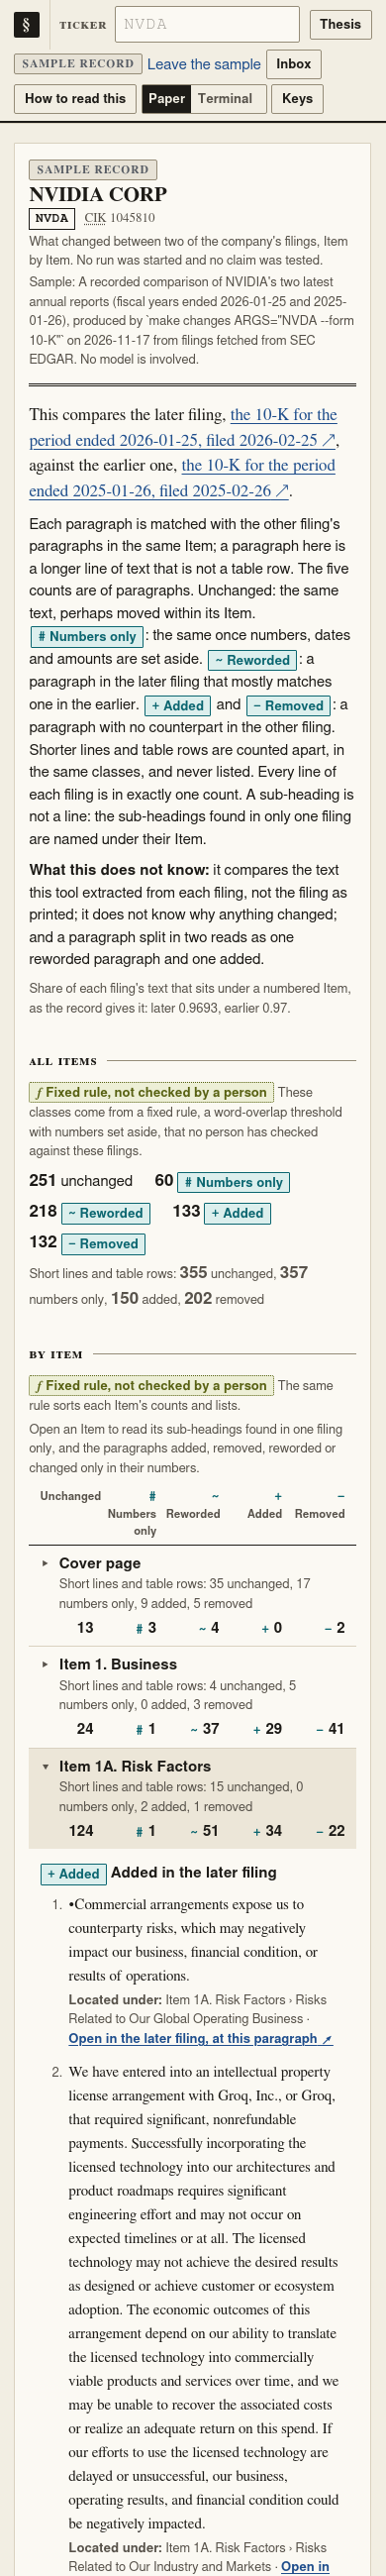 § TICKER NVDA Thesis
SAMPLE RECORD Leave the sample Inbox
How to read this Paper Terminal Keys
SAMPLE RECORD
NVIDIA CORP
NVDA CIK 1045810
What changed between two of the company's filings, Item
by Item. No run was started and no claim was tested.
Sample: A recorded comparison of NVIDIA's two latest
annual reports (fiscal years ended 2026-01-25 and 2025-
01-26), produced by `make changes ARGS="NVDA --form
10-K"` on 2026-11-17 from filings fetched from SEC
EDGAR. No model is involved.
This compares the later filing, the 10-K for the
period ended 2026-01-25, filed 2026-02-25 ↗,
against the earlier one, the 10-K for the period
ended 2025-01-26, filed 2025-02-26 ↗.
Each paragraph is matched with the other filing's
paragraphs in the same Item; a paragraph here is
a longer line of text that is not a table row. The five
counts are of paragraphs. Unchanged: the same
text, perhaps moved within its Item.
# Numbers only : the same once numbers, dates
and amounts are set aside. ~ Reworded : a
paragraph in the later filing that mostly matches
one in the earlier. + Added and − Removed : a
paragraph with no counterpart in the other filing.
Shorter lines and table rows are counted apart, in
the same classes, and never listed. Every line of
each filing is in exactly one count. A sub-heading is
not a line: the sub-headings found in only one filing
are named under their Item.
What this does not know: it compares the text
this tool extracted from each filing, not the filing as
printed; it does not know why anything changed;
and a paragraph split in two reads as one
reworded paragraph and one added.
Share of each filing's text that sits under a numbered Item,
as the record gives it: later 0.9693, earlier 0.97.
ALL ITEMS
ƒ Fixed rule, not checked by a person These
classes come from a fixed rule, a word-overlap threshold
with numbers set aside, that no person has checked
against these filings.
251 unchanged 60 # Numbers only
218 ~ Reworded 133 + Added
132 − Removed
Short lines and table rows: 355 unchanged, 357
numbers only, 150 added, 202 removed
BY ITEM
ƒ Fixed rule, not checked by a person The same
rule sorts each Item's counts and lists.
Open an Item to read its sub-headings found in one filing
only, and the paragraphs added, removed, reworded or
changed only in their numbers.
Unchanged # ~ + −
Numbers Reworded Added Removed
only
▸ Cover page
Short lines and table rows: 35 unchanged, 17
numbers only, 9 added, 5 removed
13 # 3 ~ 4 + 0 − 2
▸ Item 1. Business
Short lines and table rows: 4 unchanged, 5
numbers only, 0 added, 3 removed
24 # 1 ~ 37 + 29 − 41
▾ Item 1A. Risk Factors
Short lines and table rows: 15 unchanged, 0
numbers only, 2 added, 1 removed
124 # 1 ~ 51 + 34 − 22
+ Added Added in the later filing
1. •Commercial arrangements expose us to
counterparty risks, which may negatively
impact our business, financial condition, or
results of operations.
Located under: Item 1A. Risk Factors › Risks
Related to Our Global Operating Business ·
Open in the later filing, at this paragraph ↗
2. We have entered into an intellectual property
license arrangement with Groq, Inc., or Groq,
that required significant, nonrefundable
payments. Successfully incorporating the
licensed technology into our architectures and
product roadmaps requires significant
engineering effort and may not occur on
expected timelines or at all. The licensed
technology may not achieve the desired results
as designed or achieve customer or ecosystem
adoption. The economic outcomes of this
arrangement depend on our ability to translate
the licensed technology into commercially
viable products and services over time, and we
may be unable to recover the associated costs
or realize an adequate return on this spend. If
our efforts to use the licensed technology are
delayed or unsuccessful, our business,
operating results, and financial condition could
be negatively impacted.
Located under: Item 1A. Risk Factors › Risks
Related to Our Industry and Markets · Open in